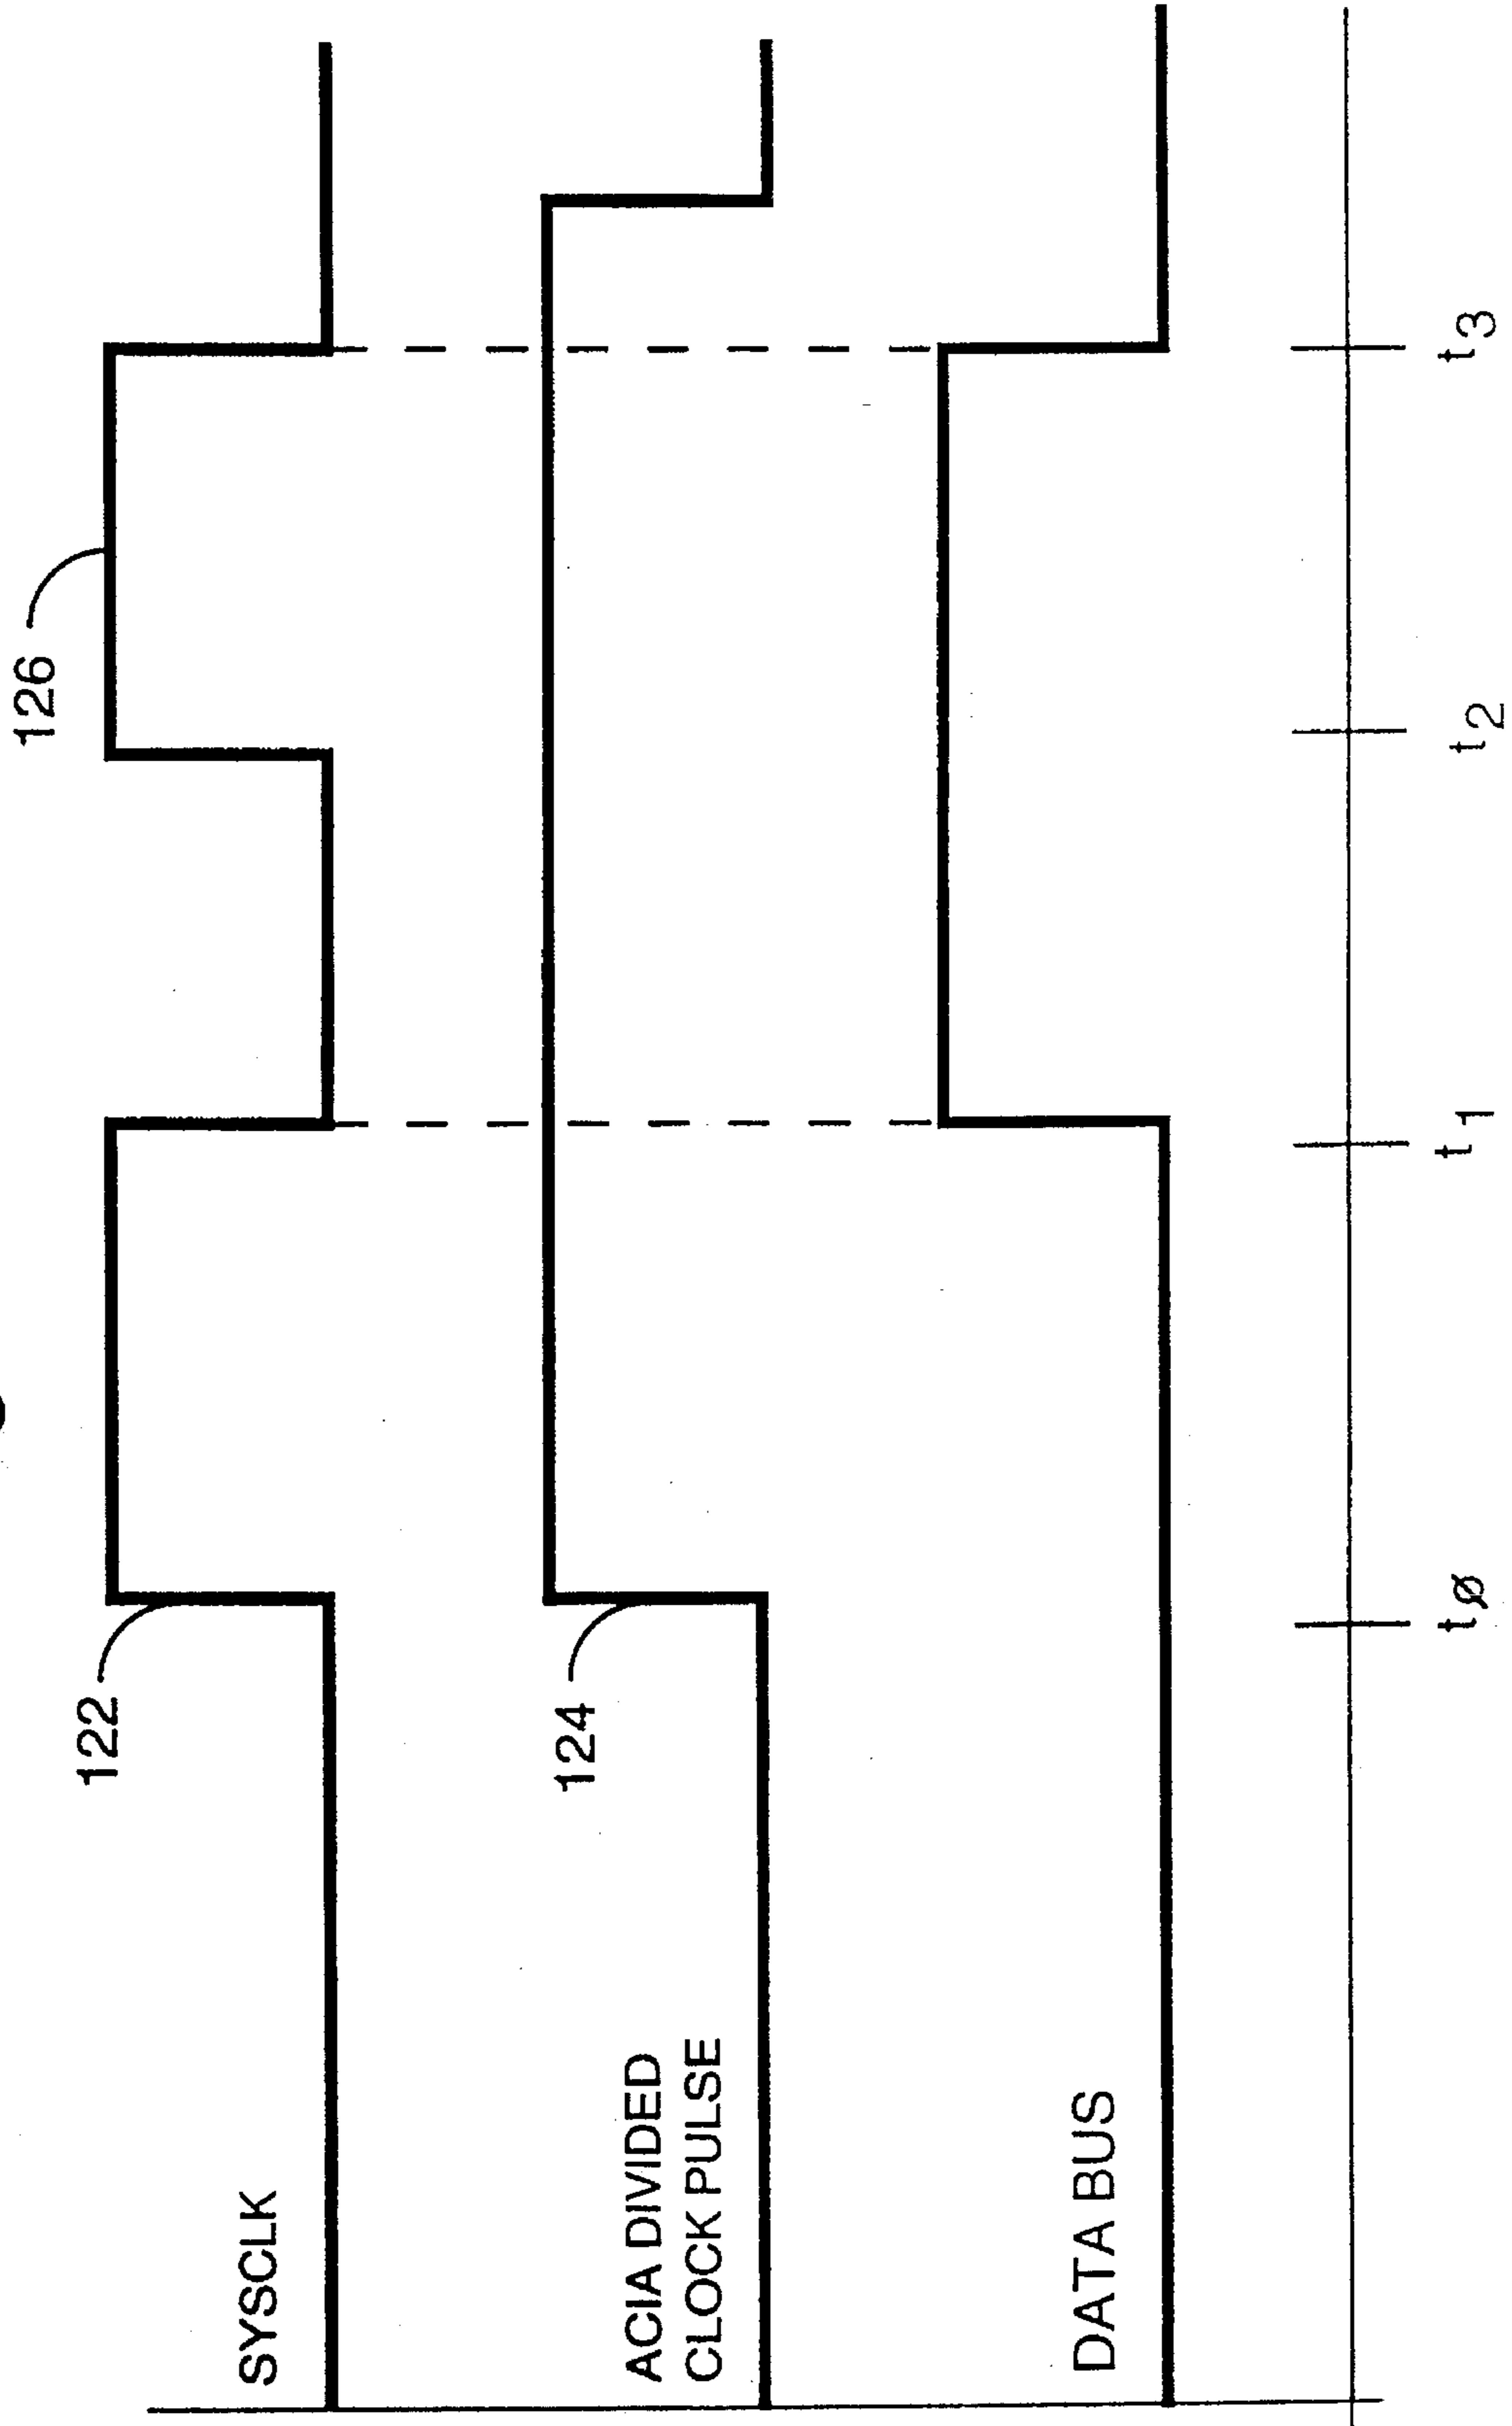 126
122
SYSCLK
124
ACIA DIVIDED
CLOCK PULSE
DATA BUS
tø t1 t2 t3